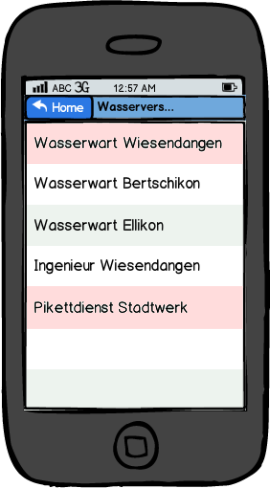 ABC 3G 12:57 AM
Home Wasservers...
Wasserwart Wiesendangen
Wasserwart Bertschikon
Wasserwart Ellikon
Ingenieur Wiesendangen
Pikettdienst Stadtwerk